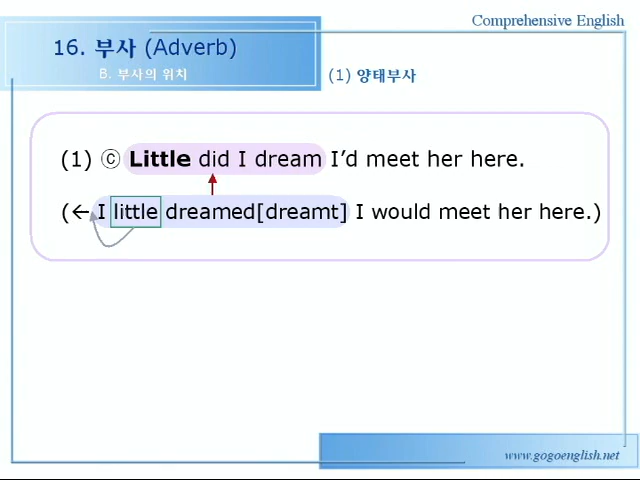 Comprehensive English
16. 부사 (Adverb)
B. 부사의 위치
(1) 양태부사
(1) ⓒ Little did I dream I’d meet her here.
(← I little dreamed[dreamt] I would meet her here.)
www.gogoenglish.net